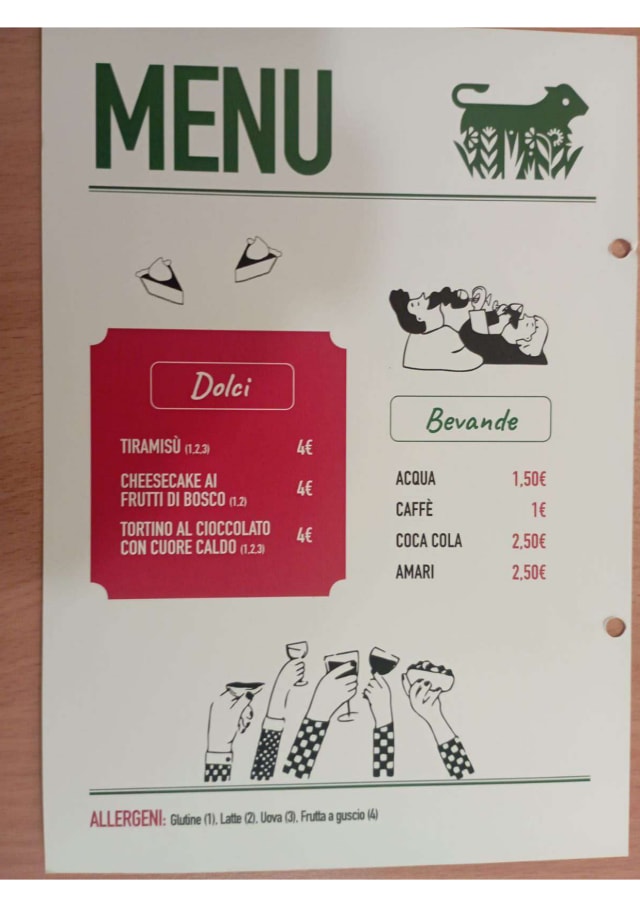 MENU
Dolci
TIRAMISÙ (1,2,3) 4€
CHEESECAKE AI
FRUTTI DI BOSCO (1,2) 4€
TORTINO AL CIOCCOLATO
CON CUORE CALDO (1,2,3) 4€
Bevande
ACQUA 1,50€
CAFFÈ 1€
COCA COLA 2,50€
AMARI 2,50€
ALLERGENI: Glutine (1), Latte (2), Uova (3), Frutta a guscio (4)